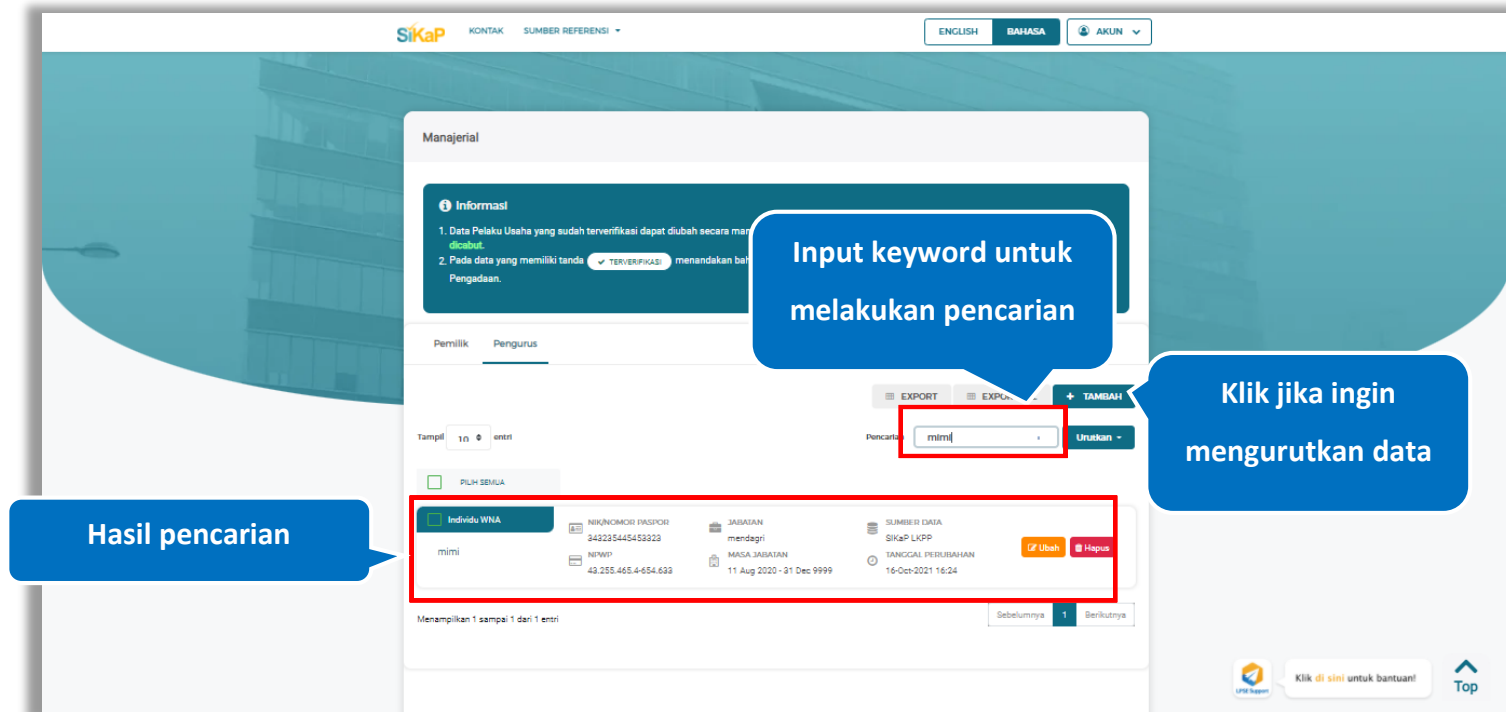 SiKaP
KONTAK
SUMBER REFERENSI
ENGLISH
BAHASA
AKUN
Manajerial
Informasi
1. Data Pelaku Usaha yang sudah terverifikasi dapat diubah secara
dicabut.
2. Pada data yang memiliki tanda TERVERIFIKASI menandakan
Pengadaan.
Input keyword untuk
melakukan pencarian
Pemilik
Pengurus
EXPORT
TAMBAH
Klik jika ingin
mengurutkan data
Tampil 10 entri
Pencarian mimi
Urutkan
PILIH SEMUA
Hasil pencarian
Individu WNA
mimi
NIK/NOMOR PASPOR
343235445453323
NPWP
43.255.465.4-654.633
JABATAN
mendagri
MASA JABATAN
11 Aug 2020 - 31 Dec 9999
SUMBER DATA
SIKaP LKPP
TANGGAL PERUBAHAN
16-Oct-2021 16:24
Ubah
Hapus
Menampilkan 1 sampai 1 dari 1 entri
Sebelumnya 1 Berikutnya
LPSE Support
Klik di sini untuk bantuan!
Top